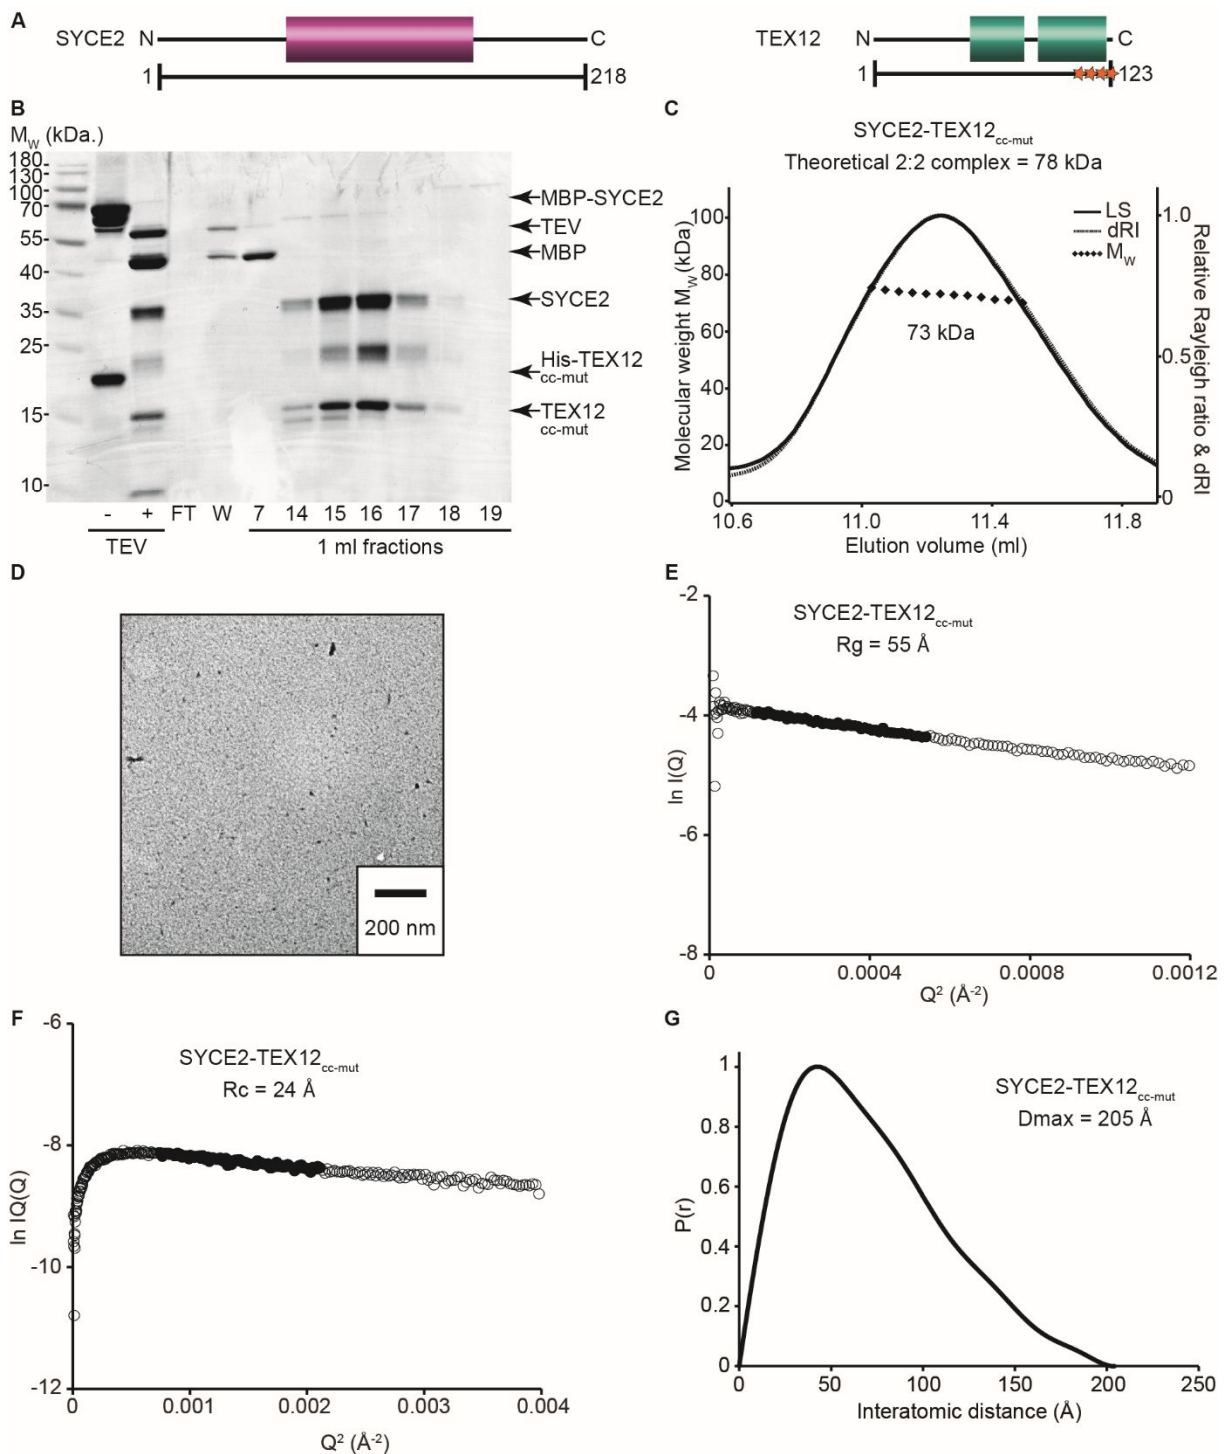 A
SYCE2 N C
1 218
TEX12 N C
1 123
B
M_W (kDa.)
180
130
100
70
55
40
35
25
15
10
MBP-SYCE2
TEV
MBP
SYCE2
His-TEX12
cc-mut
TEX12
cc-mut
- + FT W 7 14 15 16 17 18 19
TEV 1 ml fractions
C
SYCE2-TEX12cc-mut
Theoretical 2:2 complex = 78 kDa
Molecular weight M_W (kDa)
100
80
60
40
20
0
LS
dRI
M_W
73 kDa
1.0
0.5
0
Relative Rayleigh ratio & dRI
10.6 11.0 11.4 11.8
Elution volume (ml)
D
200 nm
E
SYCE2-TEX12cc-mut
Rg = 55 Å
ln I(Q)
-2
-4
-6
-8
0 0.0004 0.0008 0.0012
Q² (Å⁻²)
F
SYCE2-TEX12cc-mut
Rc = 24 Å
ln IQ(Q)
-6
-8
-10
-12
0 0.001 0.002 0.003 0.004
Q² (Å⁻²)
G
SYCE2-TEX12cc-mut
Dmax = 205 Å
P(r)
1
0.8
0.6
0.4
0.2
0
0 50 100 150 200 250
Interatomic distance (Å)